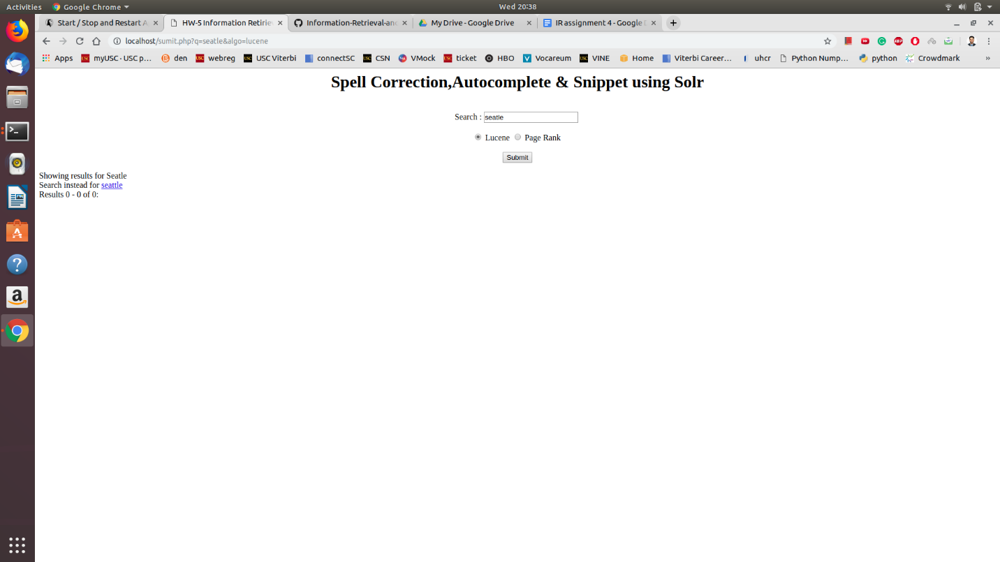 Activities Google Chrome Wed 20:38
Start / Stop and Restart A HW-5 Information Retirie Information-Retrieval-and My Drive - Google Drive IR assignment 4 - Google D
localhost/sumit.php?q=seatle&algo=lucene
Apps myUSC · USC p... den webreg USC Viterbi connectSC CSN VMock ticket HBO Vocareum VINE Home Viterbi Career... uhcr Python Nump... python Crowdmark »
Spell Correction,Autocomplete & Snippet using Solr
Search : seatle
Lucene Page Rank
Submit
Showing results for Seatle
Search instead for seattle
Results 0 - 0 of 0: